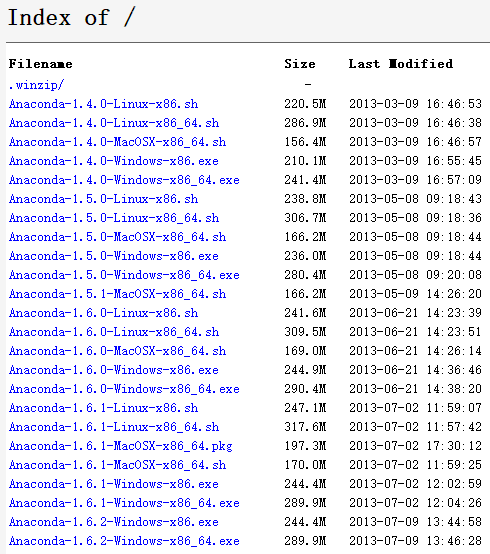 Index of /
Filename Size Last Modified
.winzip/ -
Anaconda-1.4.0-Linux-x86.sh 220.5M 2013-03-09 16:46:53
Anaconda-1.4.0-Linux-x86_64.sh 286.9M 2013-03-09 16:46:38
Anaconda-1.4.0-MacOSX-x86_64.sh 156.4M 2013-03-09 16:46:57
Anaconda-1.4.0-Windows-x86.exe 210.1M 2013-03-09 16:55:45
Anaconda-1.4.0-Windows-x86_64.exe 241.4M 2013-03-09 16:57:09
Anaconda-1.5.0-Linux-x86.sh 238.8M 2013-05-08 09:18:43
Anaconda-1.5.0-Linux-x86_64.sh 306.7M 2013-05-08 09:18:36
Anaconda-1.5.0-MacOSX-x86_64.sh 166.2M 2013-05-08 09:18:44
Anaconda-1.5.0-Windows-x86.exe 236.0M 2013-05-08 09:18:44
Anaconda-1.5.0-Windows-x86_64.exe 280.4M 2013-05-08 09:20:08
Anaconda-1.5.1-MacOSX-x86_64.sh 166.2M 2013-05-09 14:26:20
Anaconda-1.6.0-Linux-x86.sh 241.6M 2013-06-21 14:23:39
Anaconda-1.6.0-Linux-x86_64.sh 309.5M 2013-06-21 14:23:51
Anaconda-1.6.0-MacOSX-x86_64.sh 169.0M 2013-06-21 14:26:14
Anaconda-1.6.0-Windows-x86.exe 244.9M 2013-06-21 14:36:46
Anaconda-1.6.0-Windows-x86_64.exe 290.4M 2013-06-21 14:38:20
Anaconda-1.6.1-Linux-x86.sh 247.1M 2013-07-02 11:59:07
Anaconda-1.6.1-Linux-x86_64.sh 317.6M 2013-07-02 11:57:42
Anaconda-1.6.1-MacOSX-x86_64.pkg 197.3M 2013-07-02 17:30:12
Anaconda-1.6.1-MacOSX-x86_64.sh 170.0M 2013-07-02 11:59:25
Anaconda-1.6.1-Windows-x86.exe 244.4M 2013-07-02 12:02:59
Anaconda-1.6.1-Windows-x86_64.exe 289.9M 2013-07-02 12:04:26
Anaconda-1.6.2-Windows-x86.exe 244.4M 2013-07-09 13:44:58
Anaconda-1.6.2-Windows-x86_64.exe 289.9M 2013-07-09 13:46:28